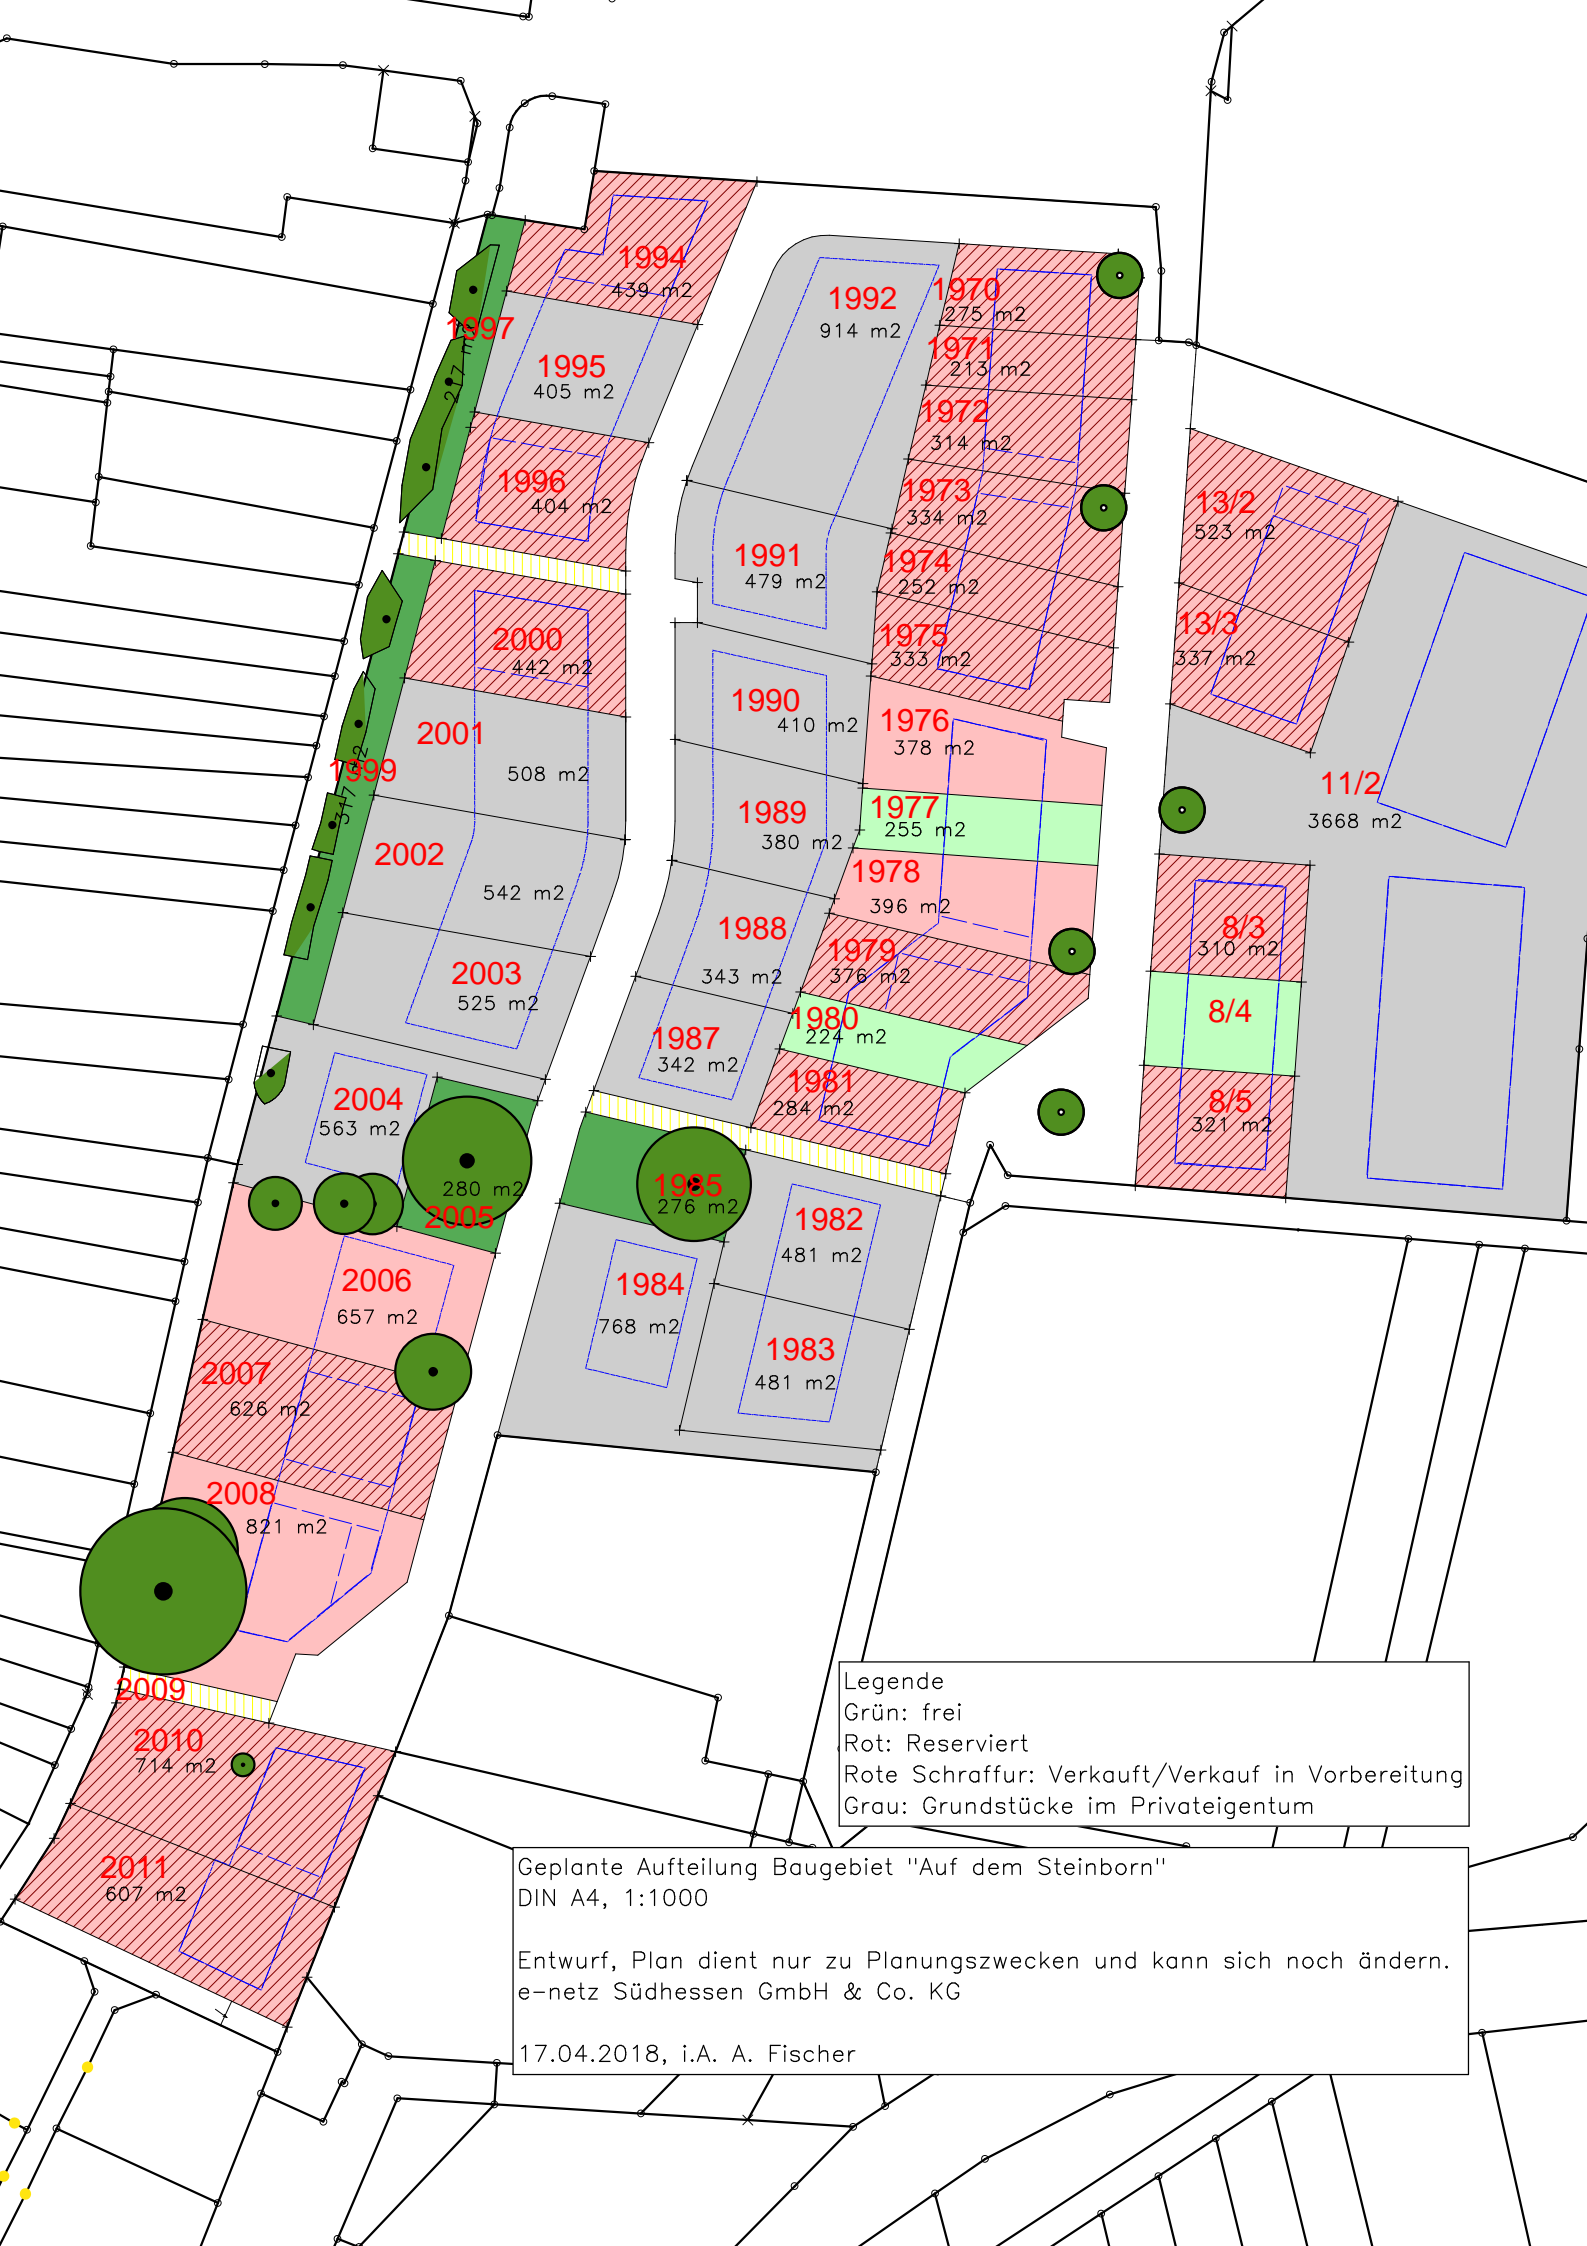 1994
439 m2
1997
217 m2
1995
405 m2
1996
404 m2
1992
914 m2
1970
275 m2
1971
213 m2
1972
314 m2
1973
334 m2
1974
252 m2
1975
333 m2
1991
479 m2
13/2
523 m2
13/3
337 m2
2000
442 m2
2001
508 m2
1999
317 m2
2002
542 m2
2003
525 m2
1990
410 m2
1989
380 m2
1988
343 m2
1987
342 m2
1976
378 m2
1977
255 m2
1978
396 m2
1979
376 m2
1980
224 m2
1981
284 m2
11/2
3668 m2
8/3
310 m2
8/4
8/5
321 m2
2004
563 m2
280 m2
2005
1985
276 m2
1982
481 m2
1984
768 m2
1983
481 m2
2006
657 m2
2007
626 m2
2008
821 m2
2009
2010
714 m2
2011
607 m2
Legende
Grün: frei
Rot: Reserviert
Rote Schraffur: Verkauft/Verkauf in Vorbereitung
Grau: Grundstücke im Privateigentum
Geplante Aufteilung Baugebiet "Auf dem Steinborn"
DIN A4, 1:1000
Entwurf, Plan dient nur zu Planungszwecken und kann sich noch ändern.
e-netz Südhessen GmbH & Co. KG
17.04.2018, i.A. A. Fischer